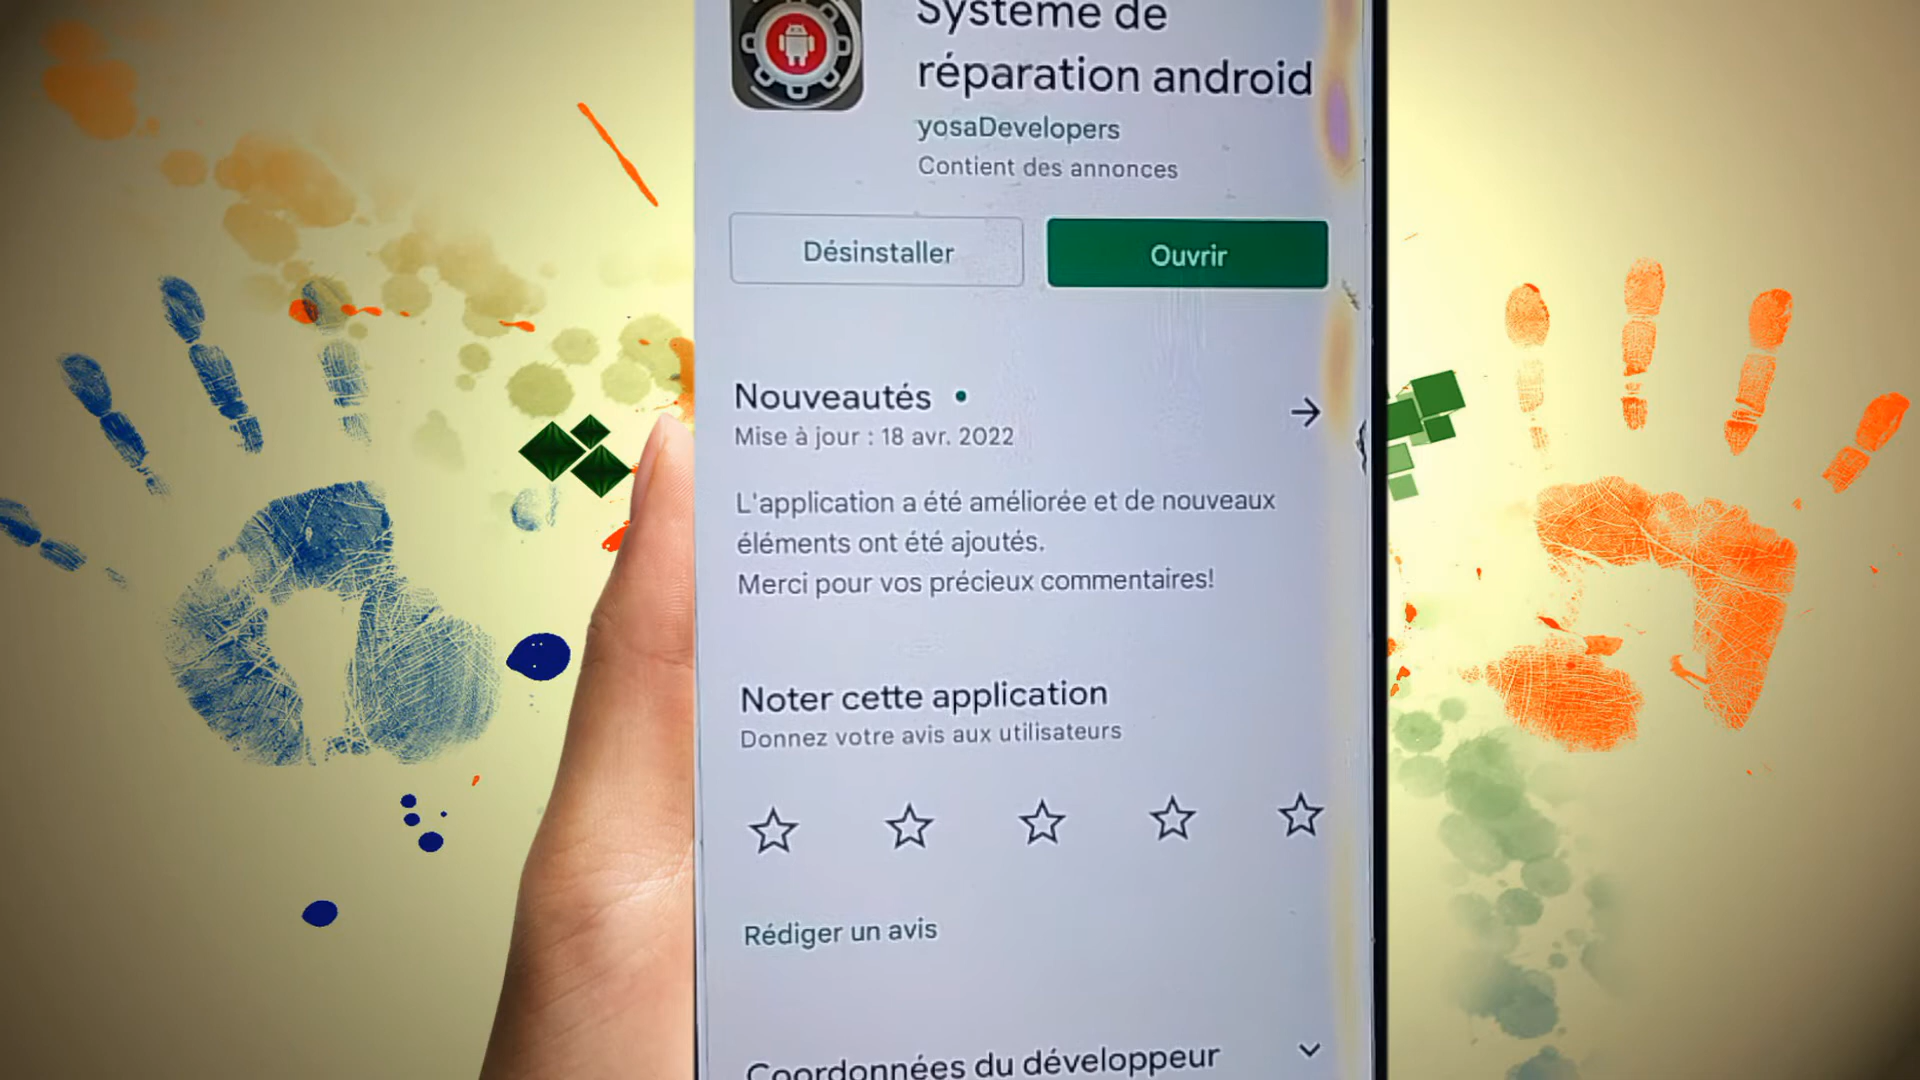 Système de
réparation android
yosaDevelopers
Contient des annonces
Désinstaller
Ouvrir
Nouveautés
Mise à jour : 18 avr. 2022
L'application a été améliorée et de nouveaux
éléments ont été ajoutés.
Merci pour vos précieux commentaires!
Noter cette application
Donnez votre avis aux utilisateurs
Rédiger un avis
Coordonnées du développeur